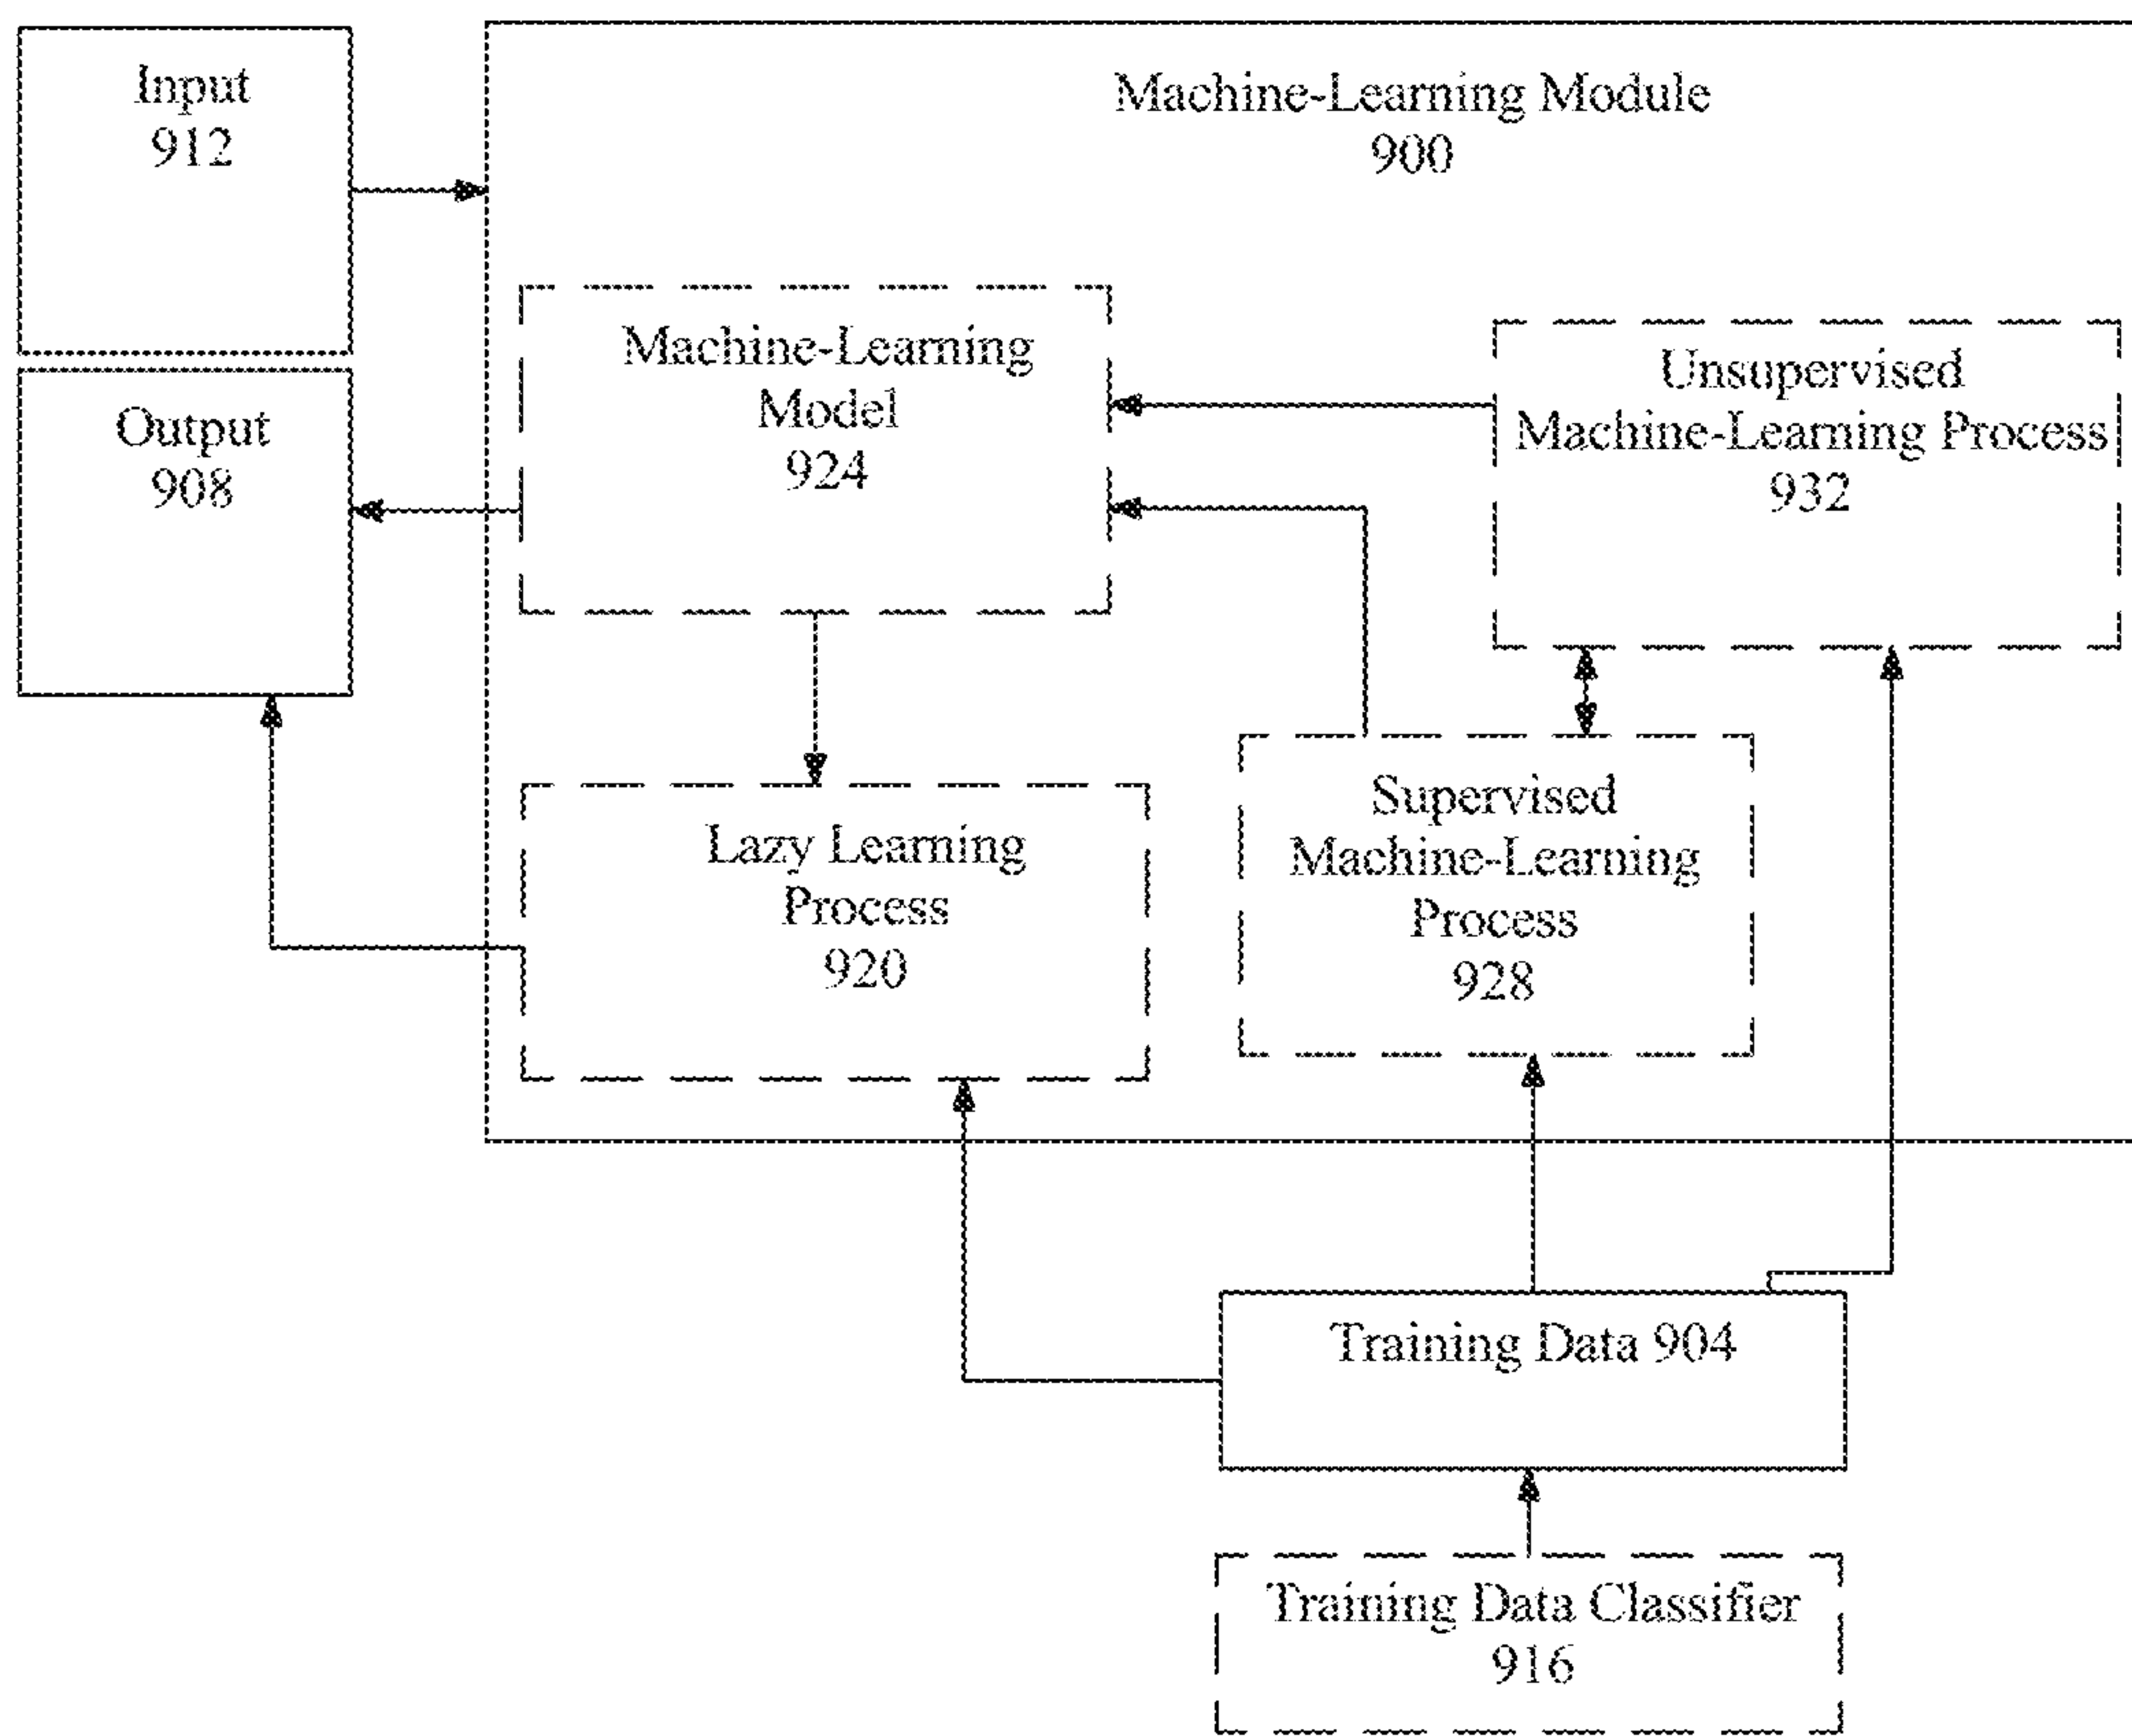 Input
912
Machine-Learning Module
900
Output
908
Machine-Learning
Model
924
Unsupervised
Machine-Learning Process
932
Lazy Learning
Process
920
Supervised
Machine-Learning
Process
928
Training Data 904
Training Data Classifier
916